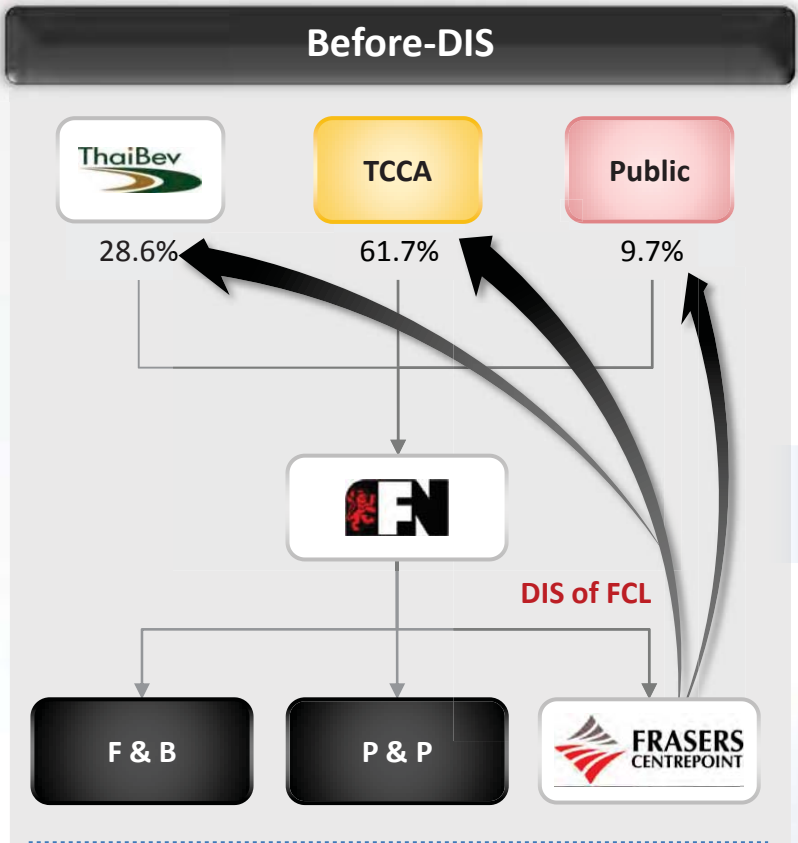 Before-DIS
ThaiBev
TCCA
Public
28.6%
61.7%
9.7%
FN
DIS of FCL
F & B
P & P
FRASERS
CENTREPOINT